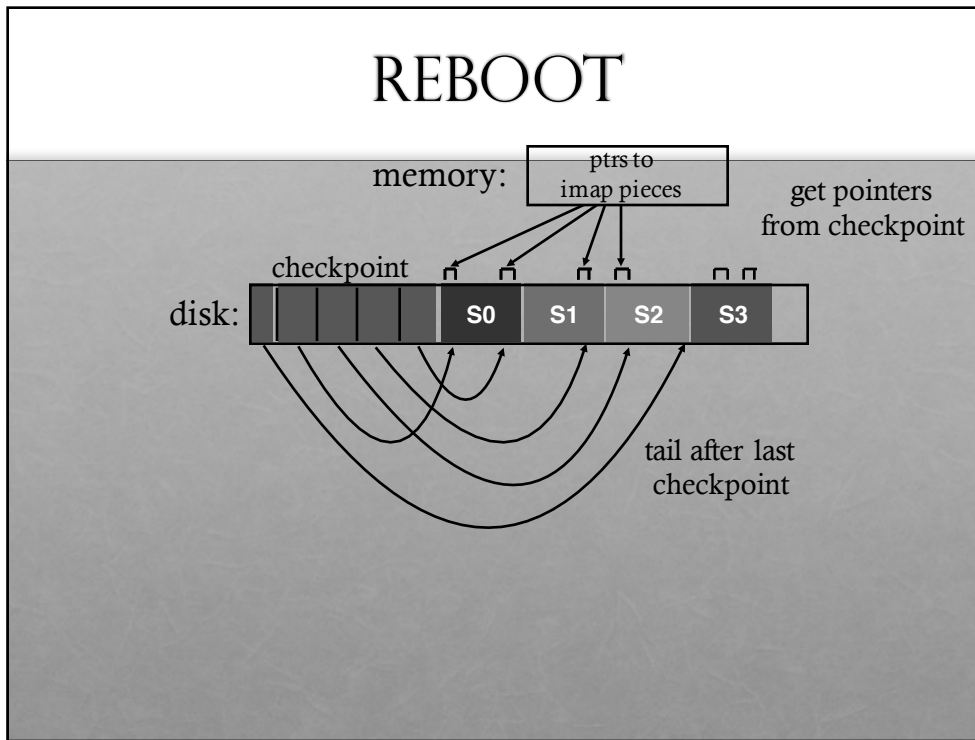 REBOOT
memory:
ptrs to
imap pieces
get pointers
from checkpoint
checkpoint
disk:
S0
S1
S2
S3
tail after last
checkpoint